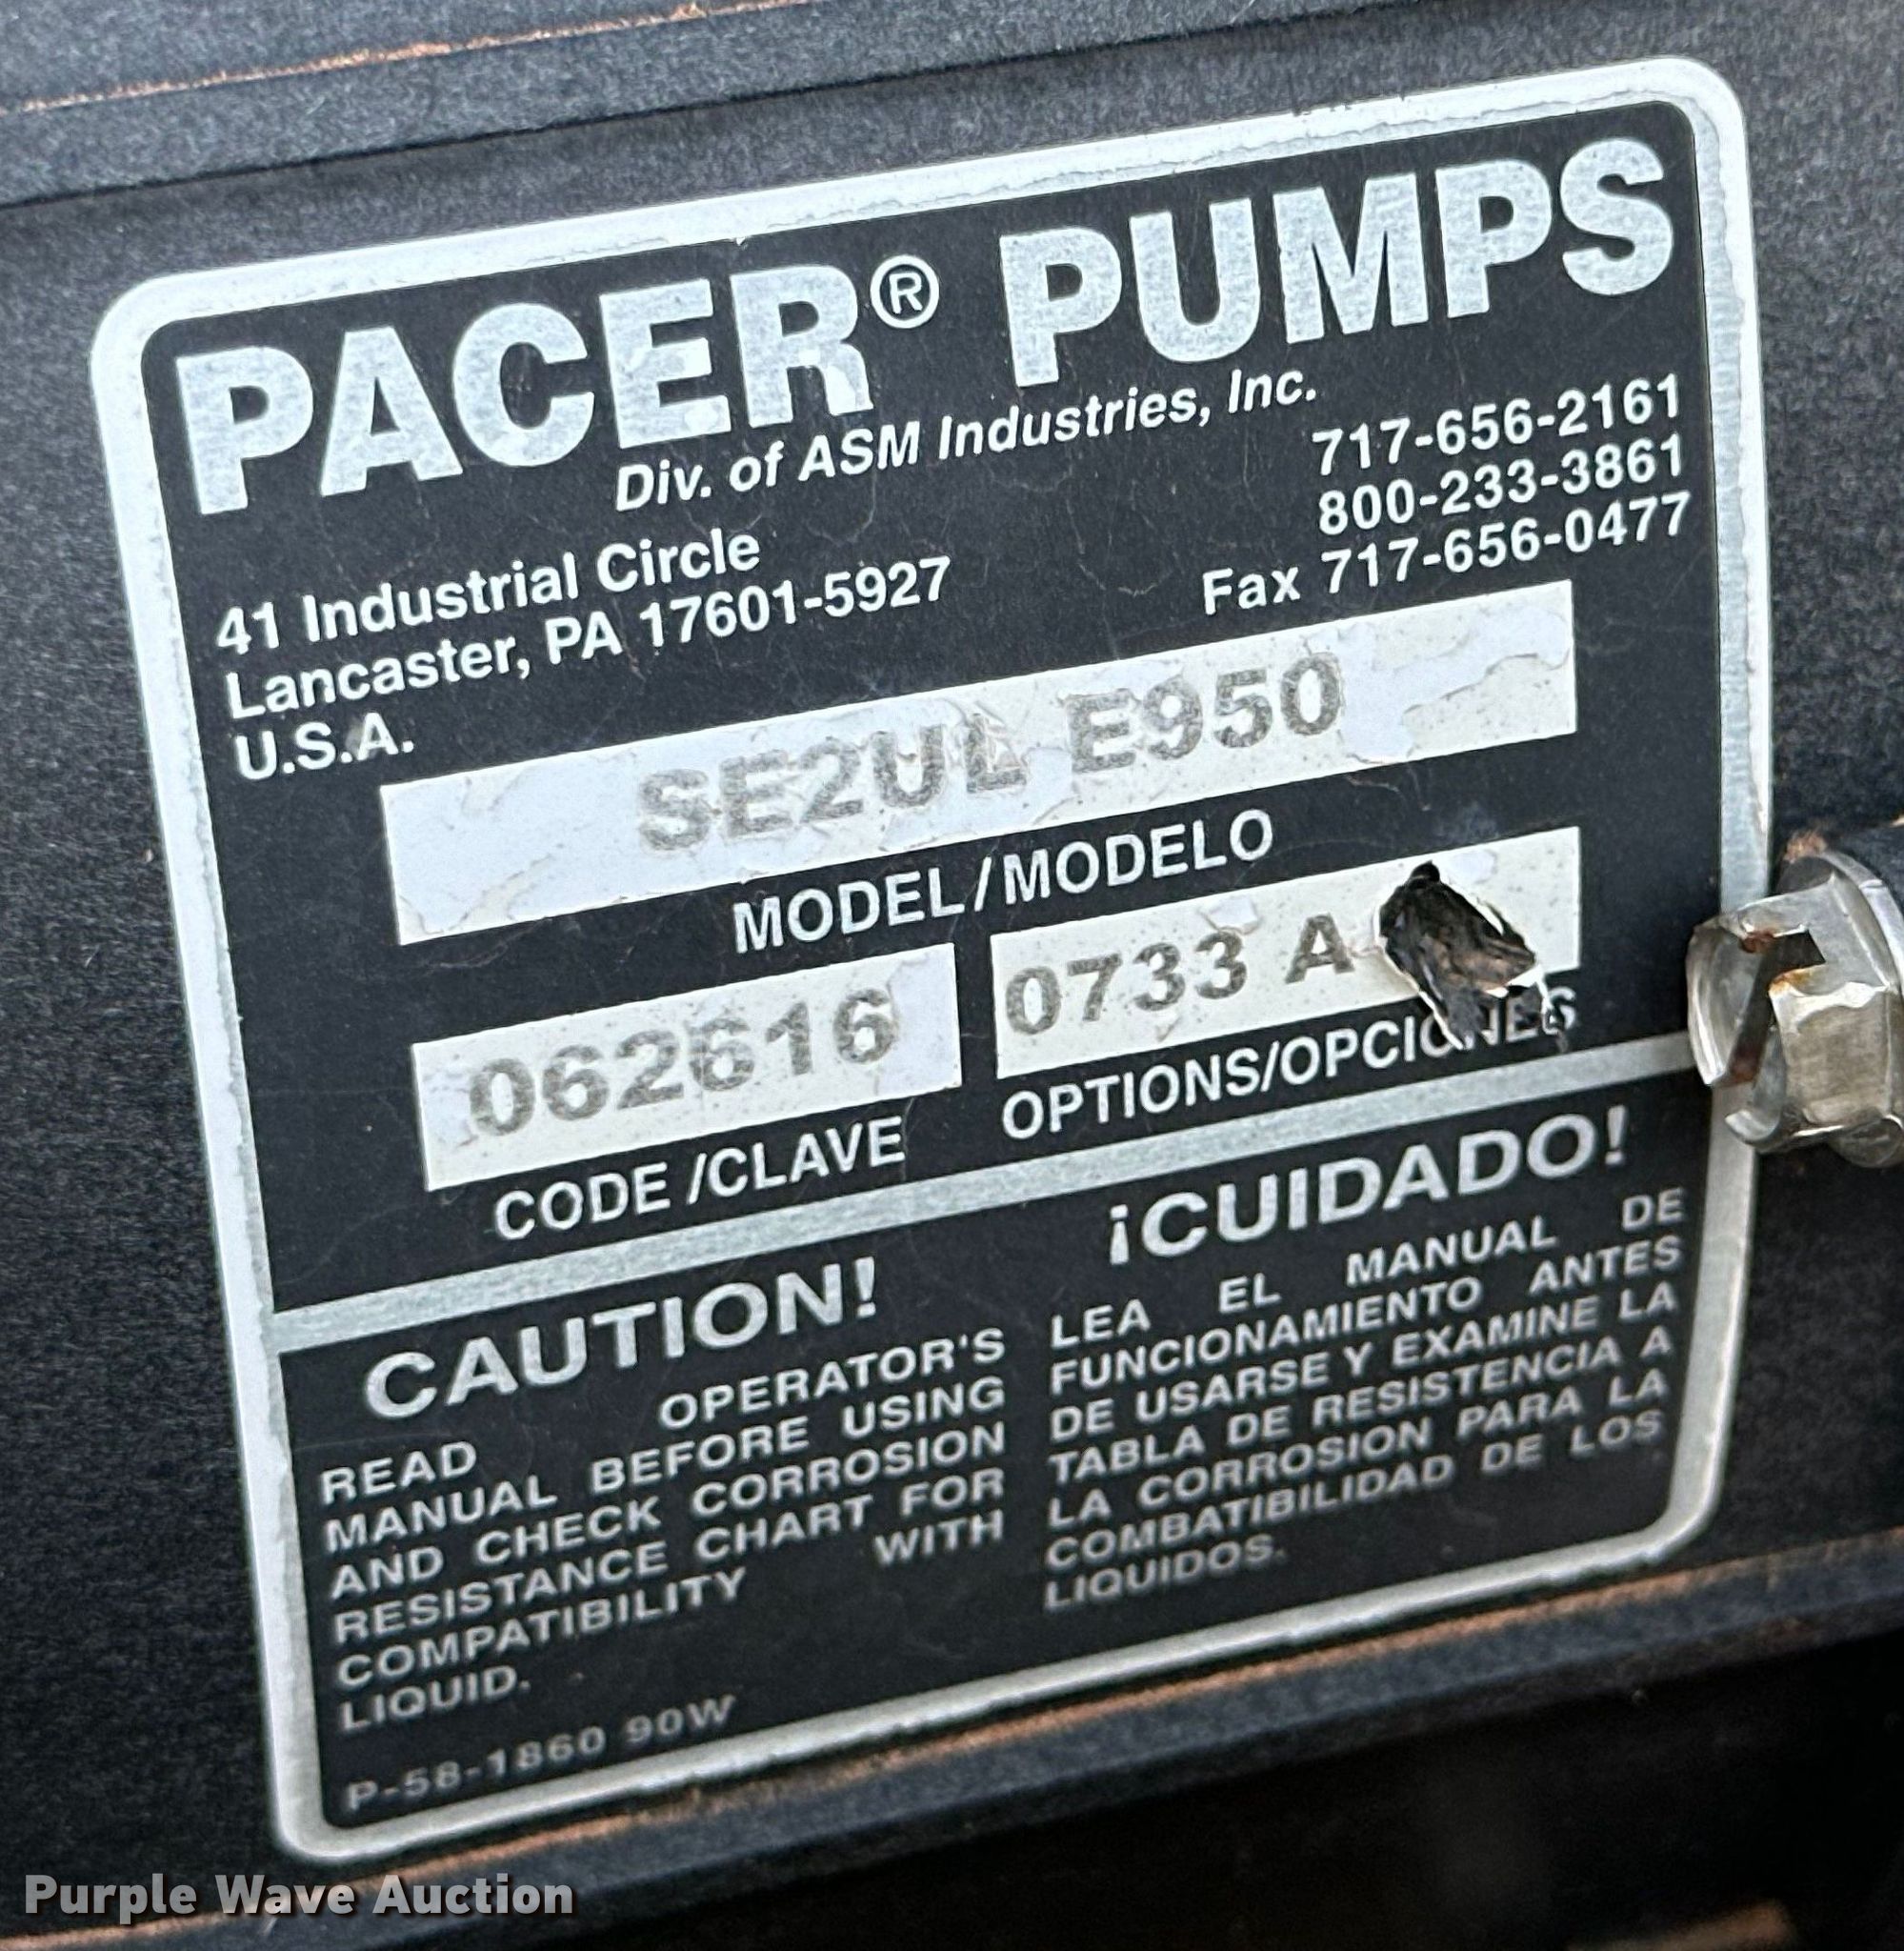 PACER® PUMPS
Div. of ASM Industries, Inc.
41 Industrial Circle
Lancaster, PA 17601-5927
U.S.A.
717-656-2161
800-233-3861
Fax 717-656-0477
SE2UL E950
MODEL/MODELO
062616
CODE /CLAVE
0733 A
OPTIONS/OPCIONES
CAUTION!
READ OPERATOR'S
MANUAL BEFORE USING
AND CHECK CORROSION
RESISTANCE CHART FOR
COMPATIBILITY WITH
LIQUID.
P-58-1860 90W
¡CUIDADO!
LEA EL MANUAL DE
FUNCIONAMIENTO ANTES
DE USARSE Y EXAMINE LA
TABLA DE RESISTENCIA A
LA CORROSION PARA LA
COMBATIBILIDAD DE LOS
LIQUIDOS.
Purple Wave Auction